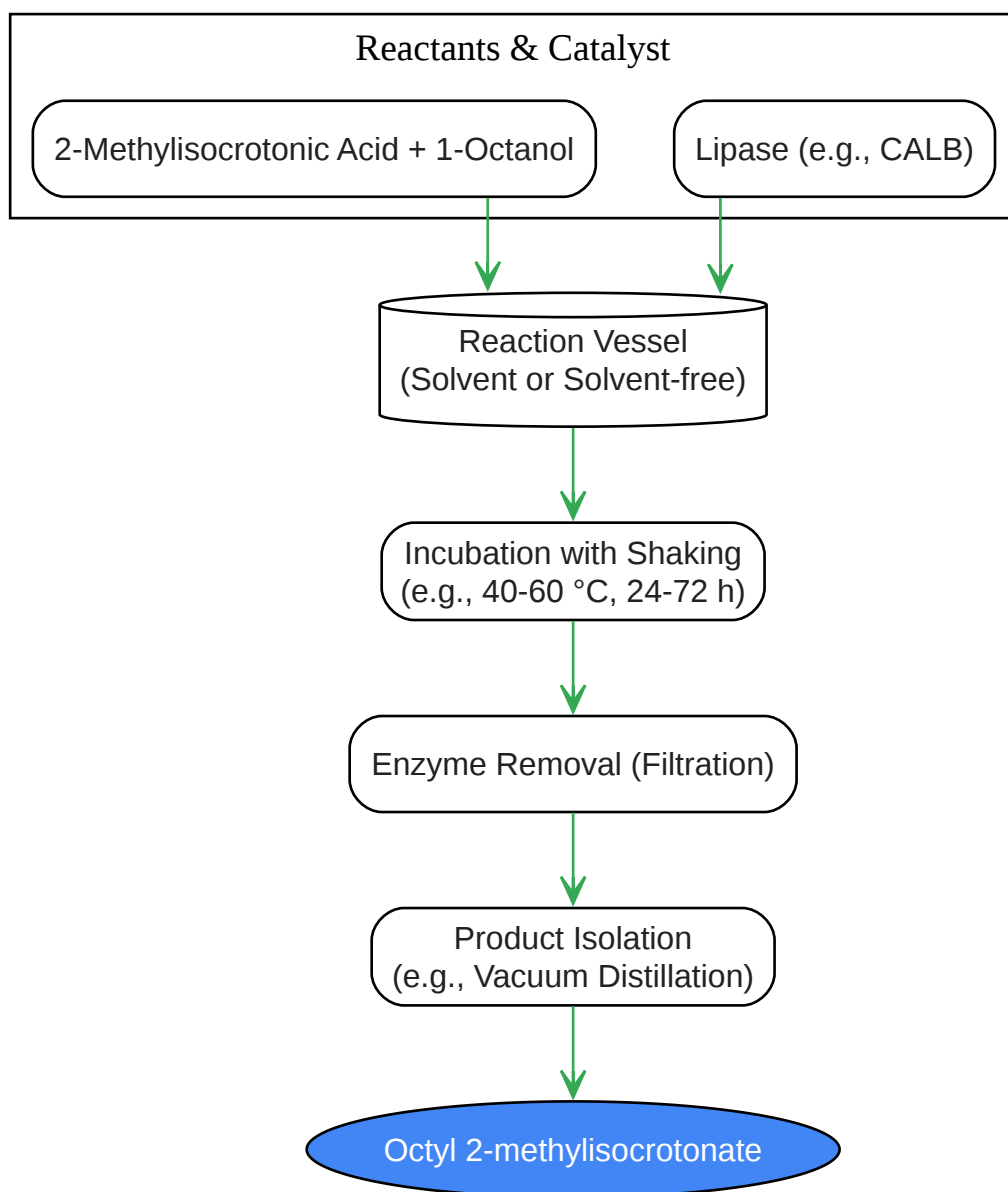 Reactants & Catalyst
2-Methylisocrotonic Acid + 1-Octanol
Lipase (e.g., CALB)
Reaction Vessel
(Solvent or Solvent-free)
Incubation with Shaking
(e.g., 40-60 °C, 24-72 h)
Enzyme Removal (Filtration)
Product Isolation
(e.g., Vacuum Distillation)
Octyl 2-methylisocrotonate